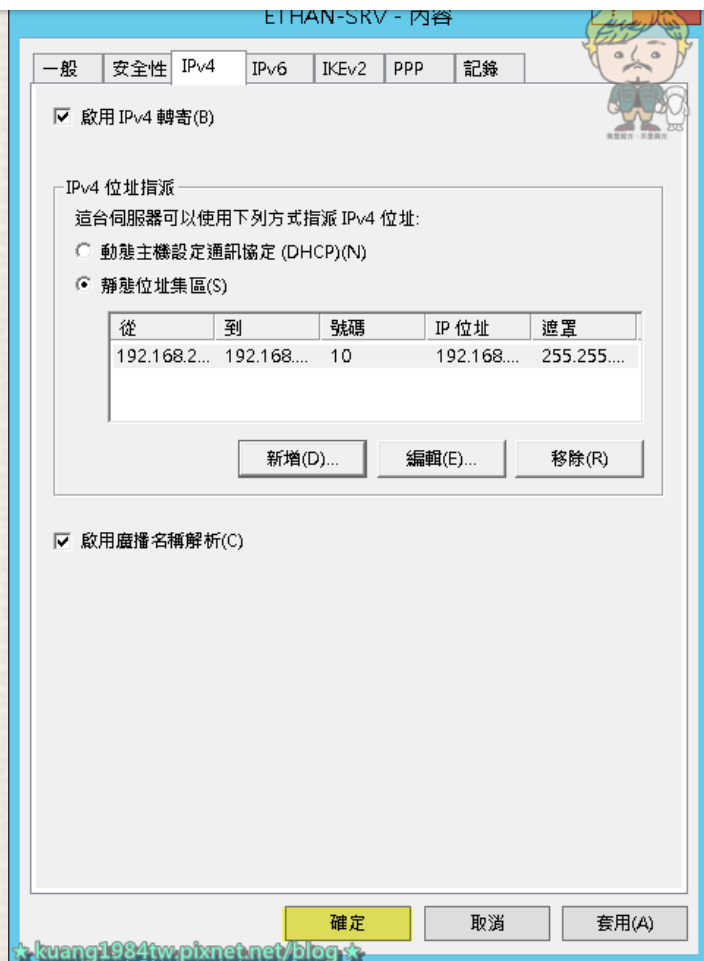 ETHAN-SRV - 內容
一般 安全性 IPv4 IPv6 IKEv2 PPP 記錄
啟用 IPv4 轉寄(B)
IPv4 位址指派
這台伺服器可以使用下列方式指派 IPv4 位址:
動態主機設定通訊協定 (DHCP)(N)
靜態位址集區(S)
從 到 號碼 IP 位址 遮罩
192.168.2... 192.168.... 10 192.168.... 255.255....
新增(D)... 編輯(E)... 移除(R)
啟用廣播名稱解析(C)
確定 取消 套用(A)
★ kuang1984tw.pixnet.net/blog ★